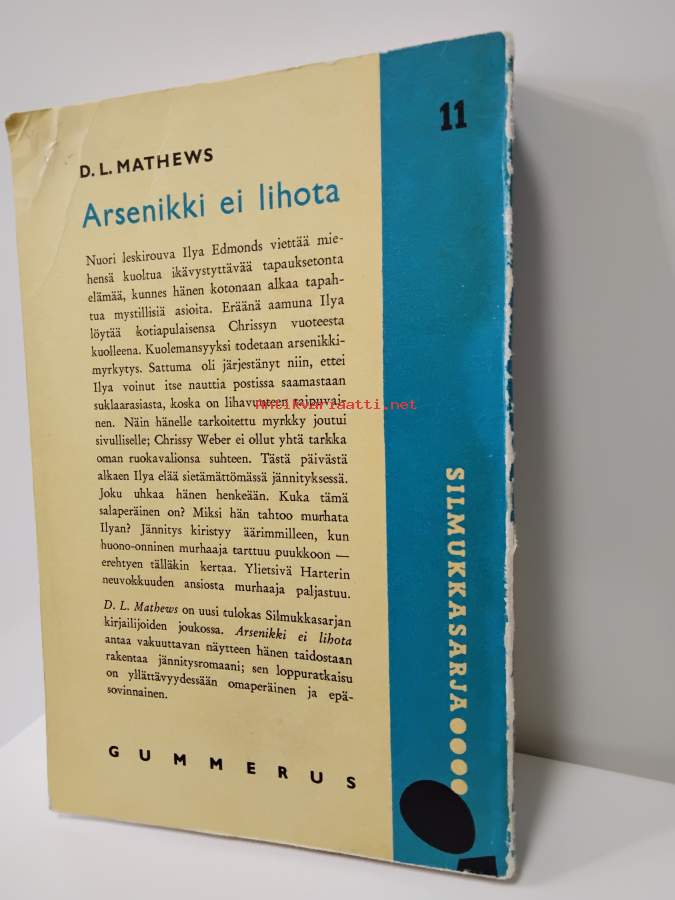 11
D. L. MATHEWS
Arsenikki ei lihota
Nuori leskirouva Ilya Edmonds viettää mie-
hensä kuoltua ikävystyttävää tapauksetonta
elämää, kunnes hänen kotonaan alkaa tapah-
tua mystillisiä asioita. Eräänä aamuna Ilya
löytää kotiapulaisensa Chrissyn vuoteesta
kuolleena. Kuolemansyyksi todetaan arsenikki-
myrkytys. Sattuma oli järjestänyt niin, ettei
Ilya voinut itse nauttia postissa saamastaan
suklaarasiasta, koska on lihavuuteen taipuvai-
nen. Näin hänelle tarkoitettu myrkky joutui
sivulliselle; Chrissy Weber ei ollut yhtä tarkka
oman ruokavalionsa suhteen. Tästä päivästä
alkaen Ilya elää sietämättömässä jännityksessä.
Joku uhkaa hänen henkeään. Kuka tämä
salaperäinen on? Miksi hän tahtoo murhata
Ilyan? Jännitys kiristyy äärimmilleen, kun
huono-onninen murhaaja tarttuu puukkoon —
erehtyen tälläkin kertaa. Ylietsivä Harterin
neuvokkuuden ansiosta murhaaja paljastuu.
D. L. Mathews on uusi tulokas Silmukkasarjan
kirjailijoiden joukossa. Arsenikki ei lihota
antaa vakuuttavan näytteen hänen taidostaan
rakentaa jännitysromaani; sen loppuratkaisu
on yllättävyydessään omaperäinen ja epä-
sovinnainen.
GUMMERUS
SILMUKKASARJA
Antikvariaatti.net